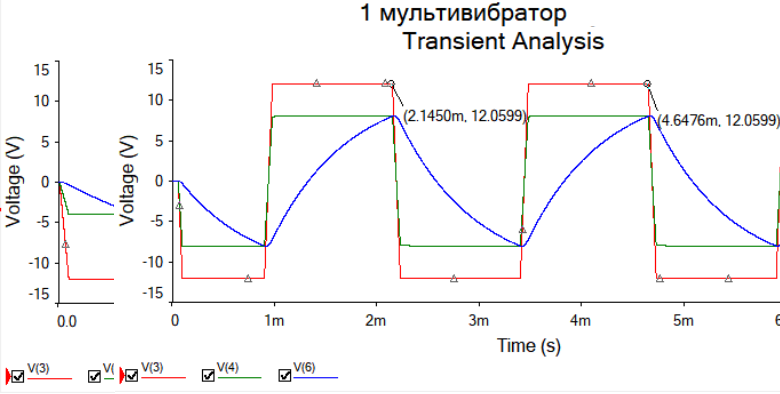 1 мультивибратор
Transient Analysis
15
10
5
0
-5
-10
-15
Voltage (V)
0.0
15
10
5
0
-5
-10
-15
Voltage (V)
(2.1450m, 12.0599)
(4.6476m, 12.0599)
0
1m
2m
3m
4m
5m
6
Time (s)
V(3)
V(
V(3)
V(4)
V(6)